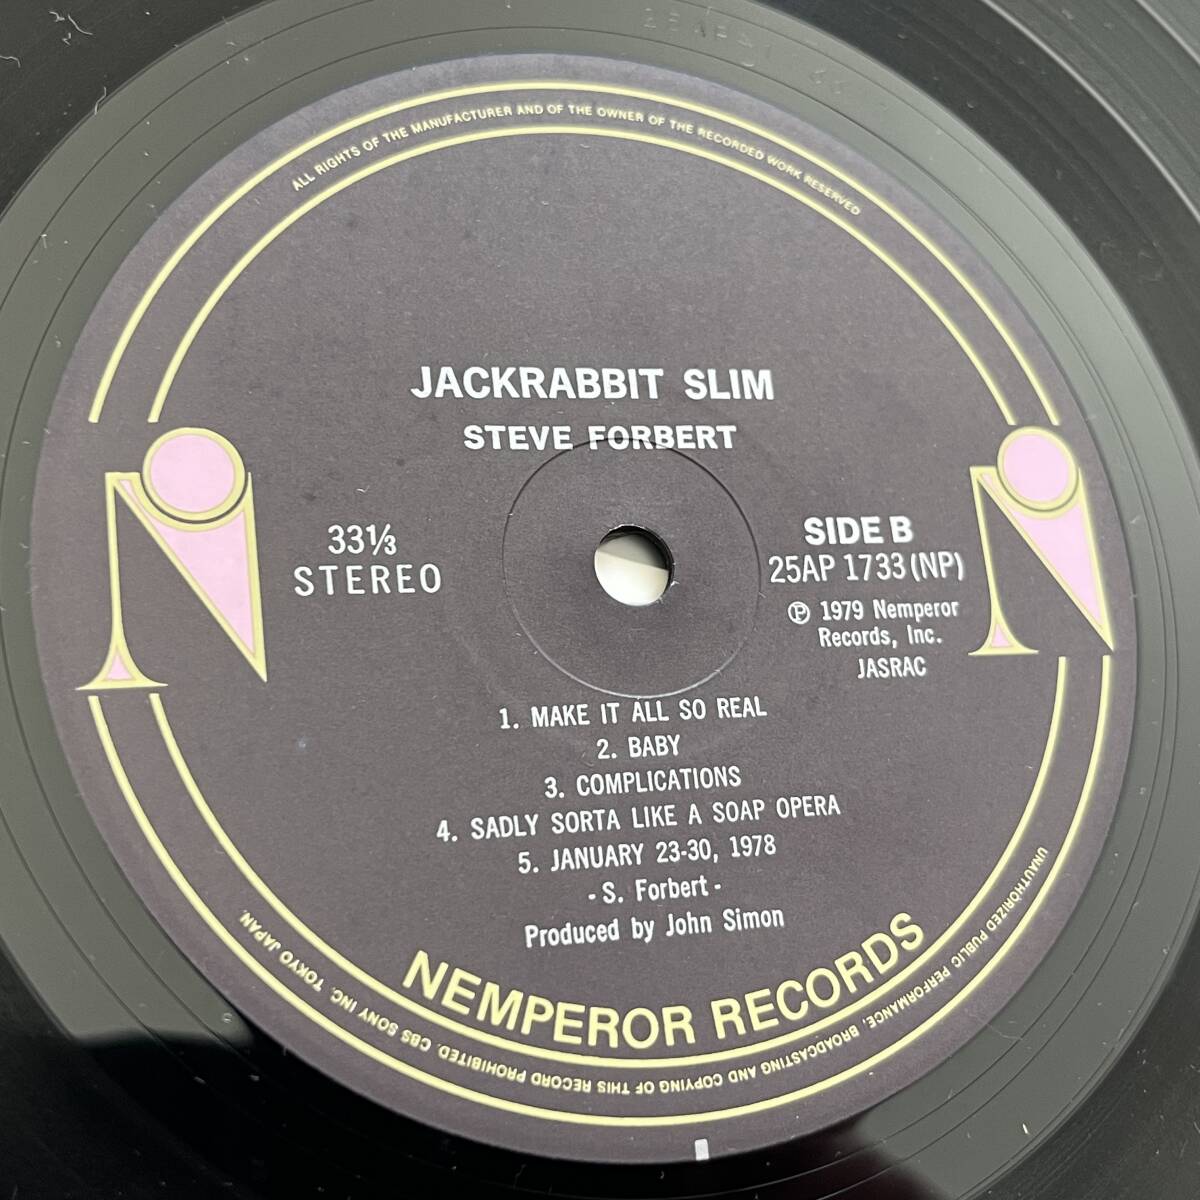 ALL RIGHTS OF THE MANUFACTURER AND OF THE OWNER OF THE RECORDED WORK RESERVED
JACKRABBIT SLIM
STEVE FORBERT
33⅓
STEREO
SIDE B
25AP 1733(NP)
Ⓟ 1979 Nemperor
Records, Inc.
JASRAC
1. MAKE IT ALL SO REAL
2. BABY
3. COMPLICATIONS
4. SADLY SORTA LIKE A SOAP OPERA
5. JANUARY 23-30, 1978
- S. Forbert -
Produced by John Simon
NEMPEROR RECORDS
UNAUTHORIZED PUBLIC PERFORMANCE, BROADCASTING AND COPYING OF THIS RECORD PROHIBITED. CBS SONY INC. TOKYO JAPAN.